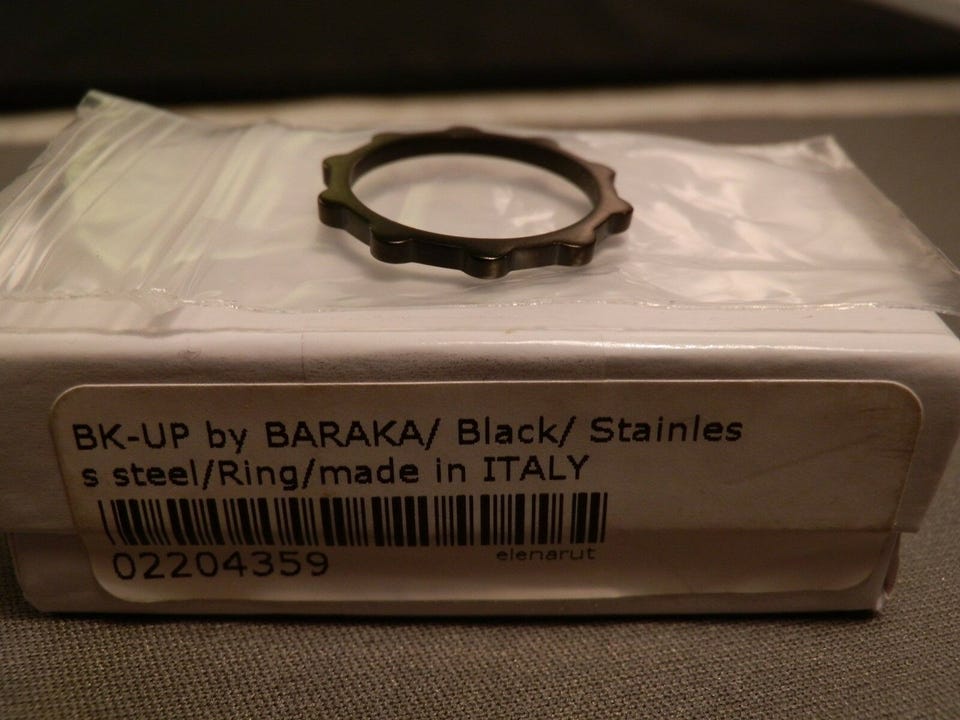 BK-UP by BARAKA/ Black/ Stainles
s steel/Ring/made in ITALY
02204359
elenarut